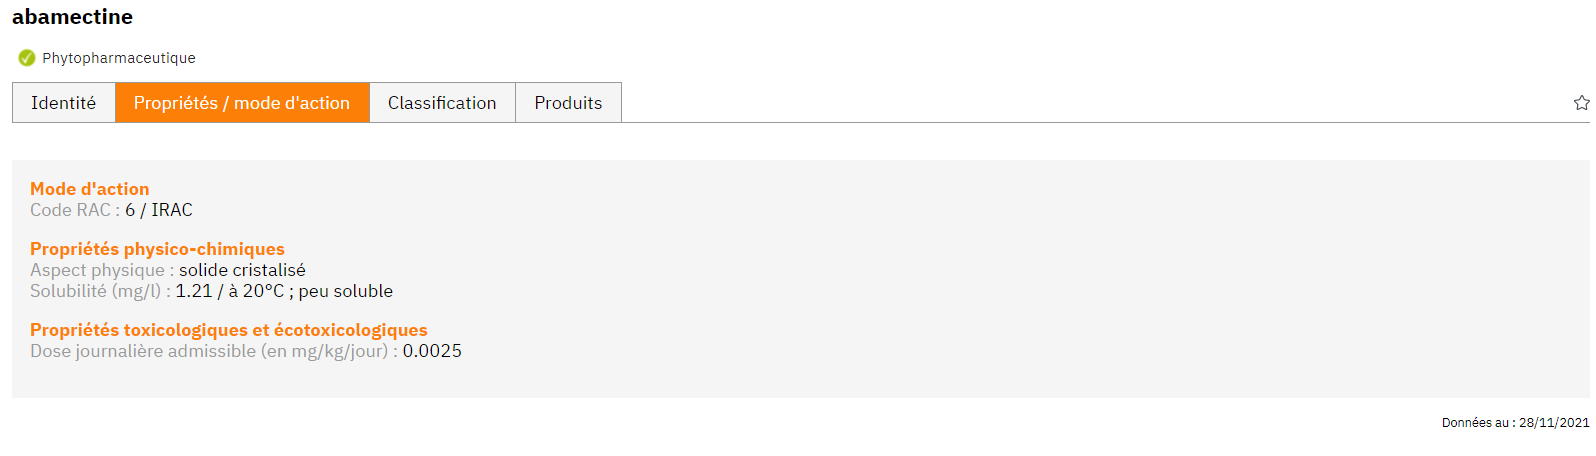 abamectine
Phytopharmaceutique
Identité
Propriétés / mode d'action
Classification
Produits
Mode d'action
Code RAC : 6 / IRAC
Propriétés physico-chimiques
Aspect physique : solide cristalisé
Solubilité (mg/l) : 1.21 / à 20°C ; peu soluble
Propriétés toxicologiques et écotoxicologiques
Dose journalière admissible (en mg/kg/jour) : 0.0025
Données au : 28/11/2021